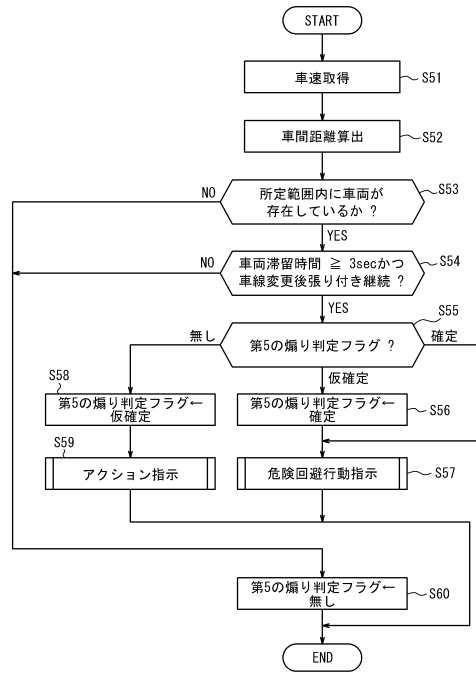 START
車速取得
S51
車間距離算出
S52
NO
所定範囲内に車両が
存在しているか ?
S53
YES
NO
車両滞留時間 ≧ 3secかつ
車線変更後張り付き継続 ?
S54
YES
S55
無し
第5の煽り判定フラグ ?
確定
仮確定
S58
第5の煽り判定フラグ←
仮確定
第5の煽り判定フラグ←
確定
S56
S59
アクション指示
危険回避行動指示
S57
第5の煽り判定フラグ←
無し
S60
END